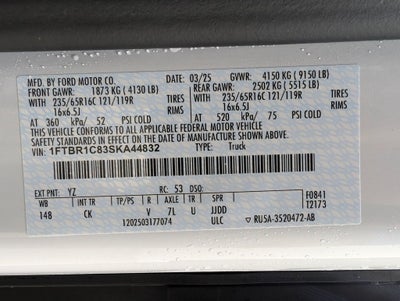 MFD. BY FORD MOTOR CO. 03/25 GVWR: 4150 KG ( 9150 LB)
FRONT GAWR: 1873 KG ( 4130 LB) REAR GAWR: 2502 KG ( 5515 LB)
WITH 235/65R16C 121/119R TIRES WITH 235/65R16C 121/119R TIRES
16x6.5J RIMS 16x6.5J RIMS
AT 360 kPa/ 52 PSI COLD AT 520 kPa/ 75 PSI COLD
THIS VEHICLE CONFORMS TO ALL APPLICABLE FEDERAL MOTOR VEHICLE SAFETY STANDARDS IN EFFECT ON THE DATE OF MANUFACTURE SHOWN ABOVE.
VIN: 1FTBR1C83SKA44832 TYPE: Truck
EXT PNT: YZ RC: 53 DSO:
WB INT TR TP/PS R AXLE TR SPR F0841
148 CK V 7L U JJDD T2173
1202503177074 ULC RU5A-3520472-AB